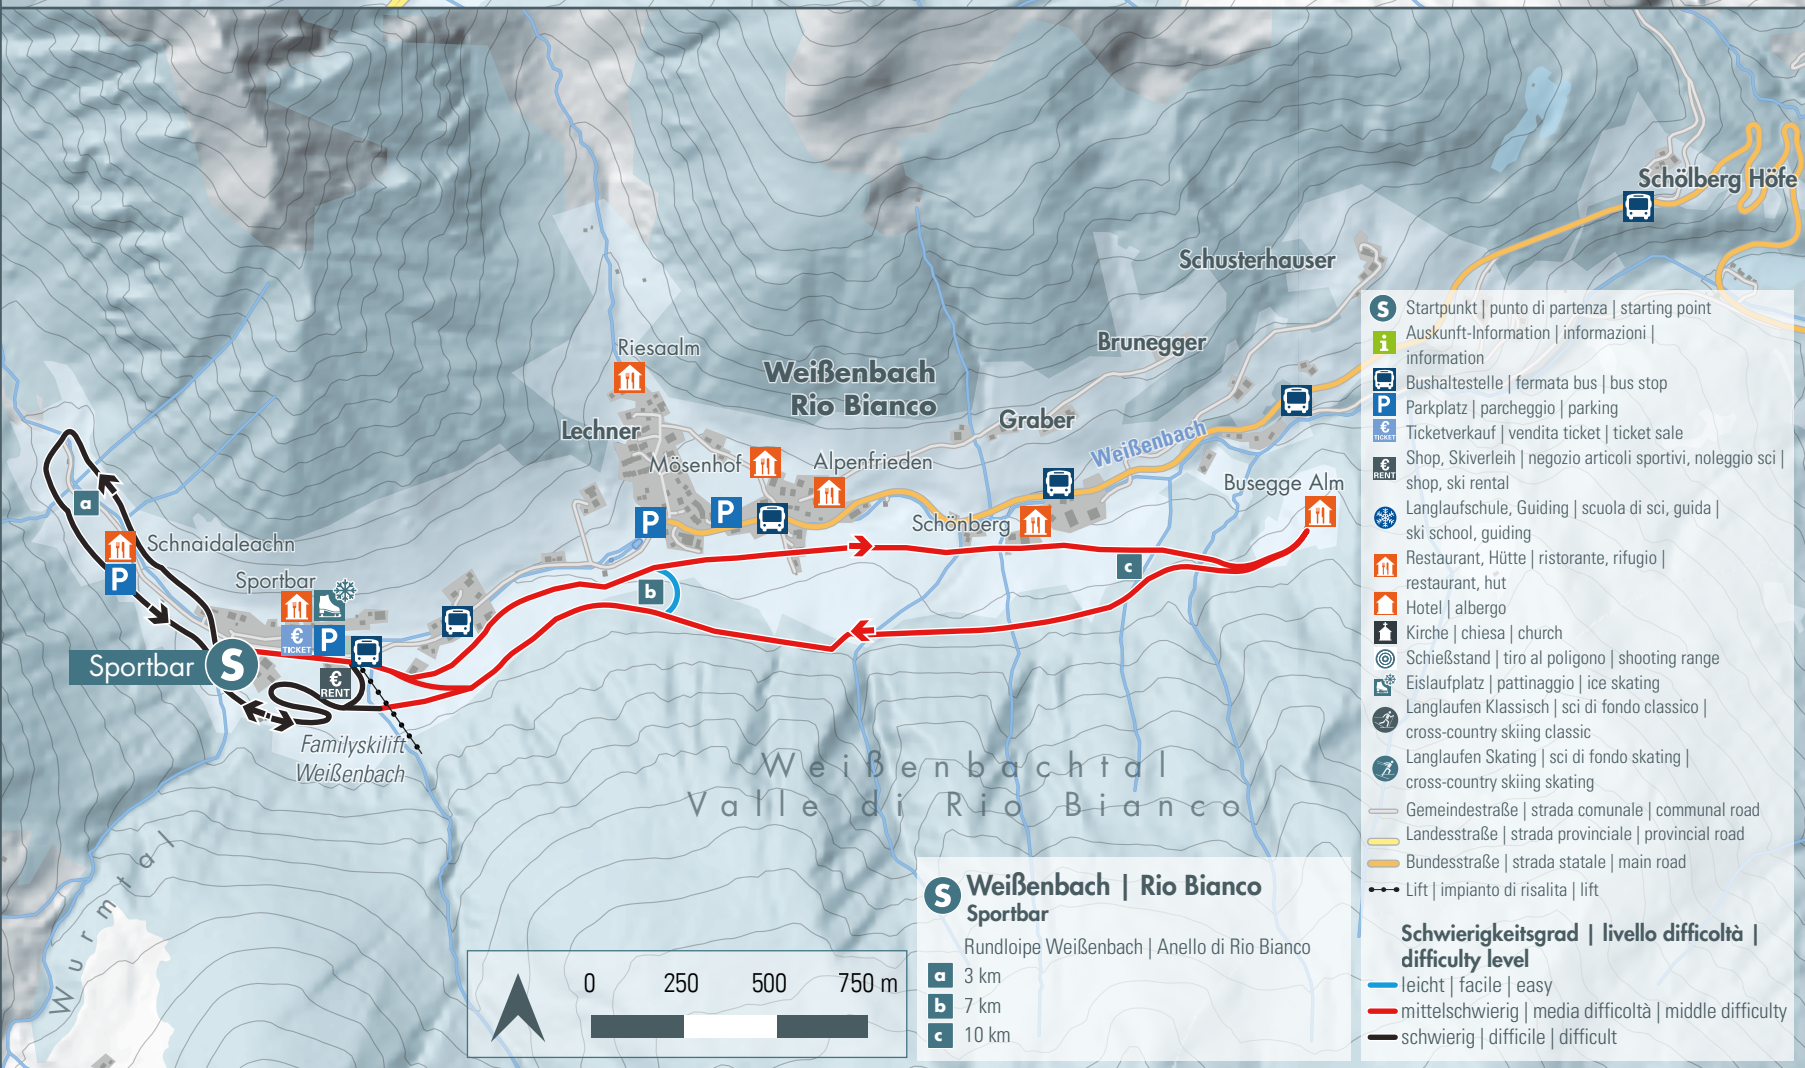 Schölberg Höfe
Schusterhauser
Brunegger
Riesaalm
Weißenbach
Rio Bianco
Graber
Lechner
Weißenbach
Mösenhof
Alpenfrieden
Busegge Alm
Schönberg
a
Schnaidaleachn
P
P
P
Sportbar
b
c
€
TICKET
P
Sportbar
S
€
RENT
Familyskilift
Weißenbach
Weißenbachtal
Valle di Rio Bianco
Wurmtal
0 250 500 750 m
S
Weißenbach | Rio Bianco
Sportbar
Rundloipe Weißenbach | Anello di Rio Bianco
a 3 km
b 7 km
c 10 km
S Startpunkt | punto di partenza | starting point
i Auskunft-Information | informazioni |
information
Bushaltestelle | fermata bus | bus stop
P Parkplatz | parcheggio | parking
€ TICKET Ticketverkauf | vendita ticket | ticket sale
€ RENT Shop, Skiverleih | negozio articoli sportivi, noleggio sci |
shop, ski rental
Langlaufschule, Guiding | scuola di sci, guida |
ski school, guiding
Restaurant, Hütte | ristorante, rifugio |
restaurant, hut
Hotel | albergo
Kirche | chiesa | church
Schießstand | tiro al poligono | shooting range
Eislaufplatz | pattinaggio | ice skating
Langlaufen Klassisch | sci di fondo classico |
cross-country skiing classic
Langlaufen Skating | sci di fondo skating |
cross-country skiing skating
Gemeindestraße | strada comunale | communal road
Landesstraße | strada provinciale | provincial road
Bundesstraße | strada statale | main road
Lift | impianto di risalita | lift
Schwierigkeitsgrad | livello difficoltà |
difficulty level
leicht | facile | easy
mittelschwierig | media difficoltà | middle difficulty
schwierig | difficile | difficult